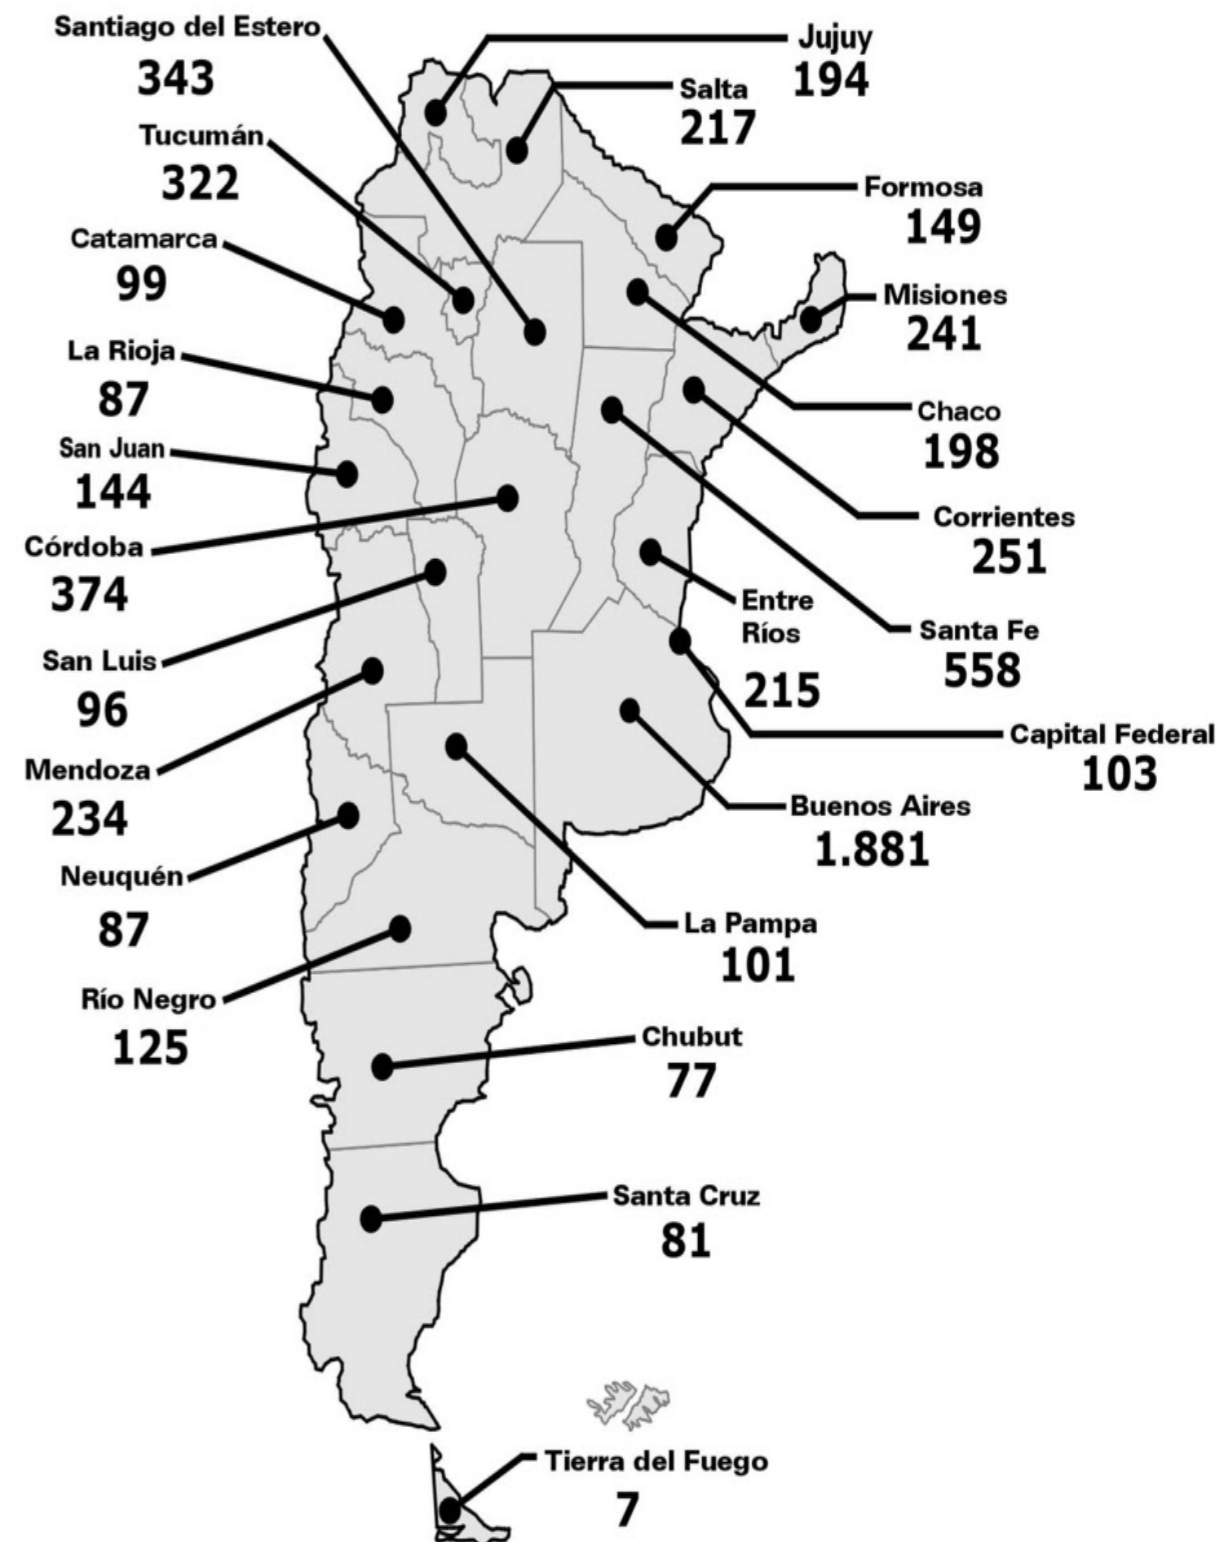 Santiago del Estero
343
Tucumán
322
Catamarca
99
La Rioja
87
San Juan
144
Córdoba
374
San Luis
96
Mendoza
234
Neuquén
87
Río Negro
125
Jujuy
194
Salta
217
Formosa
149
Misiones
241
Chaco
198
Corrientes
251
Entre
Ríos
215
Santa Fe
558
Capital Federal
103
Buenos Aires
1.881
La Pampa
101
Chubut
77
Santa Cruz
81
Tierra del Fuego
7